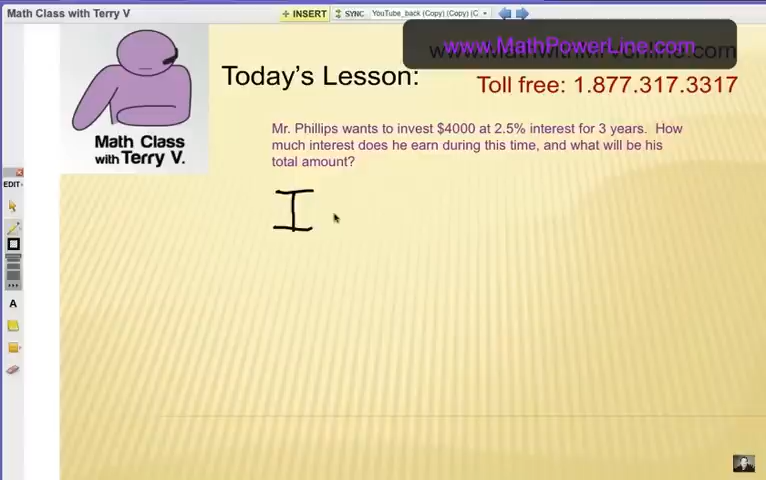 Math Class with Terry V
INSERT
SYNC
YouTube_back (Copy) (Copy) (C
www.MathPowerLine.com
Today's Lesson:
Toll free: 1.877.317.3317
Math Class
with Terry V.
Mr. Phillips wants to invest $4000 at 2.5% interest for 3 years. How
much interest does he earn during this time, and what will be his
total amount?
EDIT
I
A